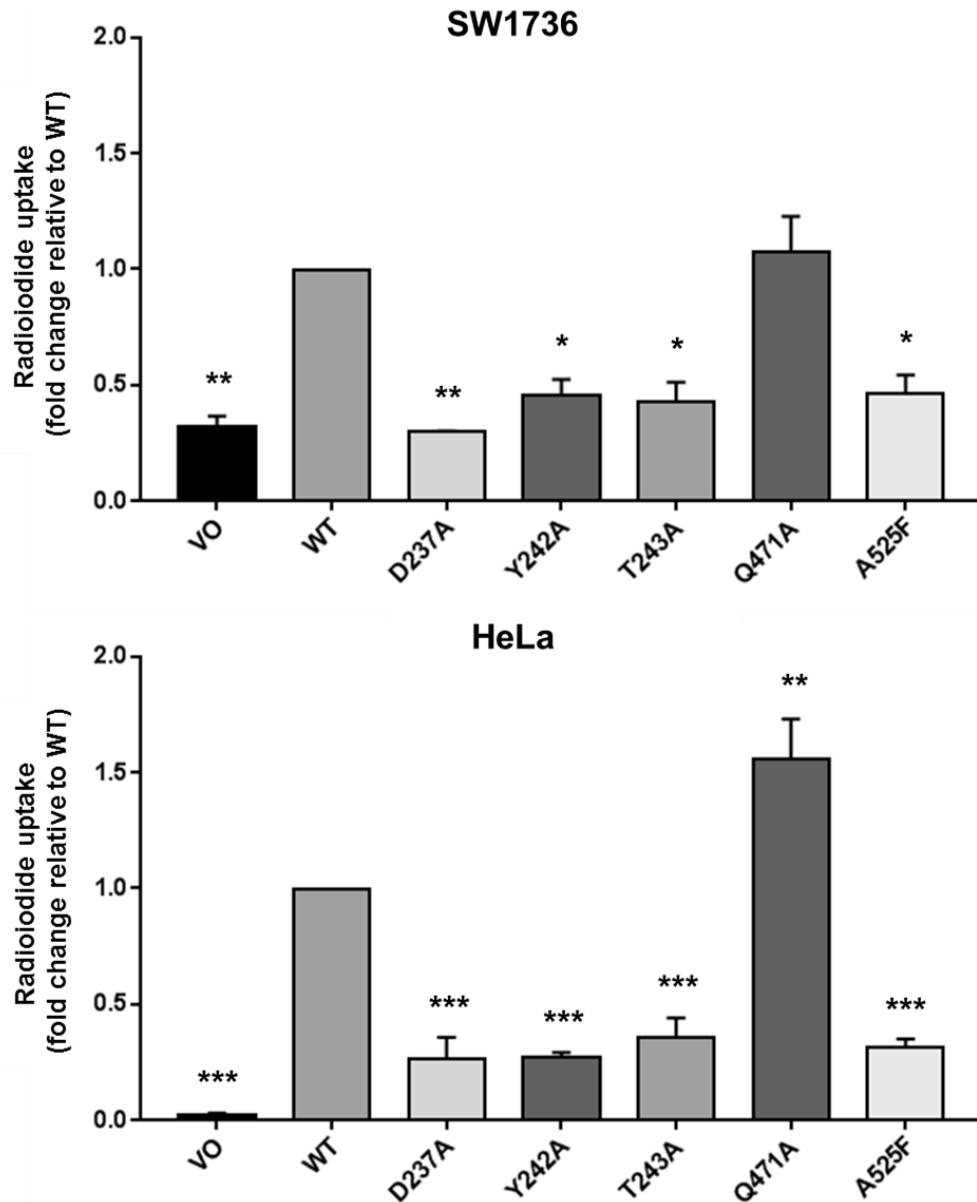 SW1736
Radioiodide uptake
(fold change relative to WT)
2.0
1.5
1.0
0.5
0.0
**
**
*
*
*
VO
WT
D237A
Y242A
T243A
Q471A
A525F
HeLa
Radioiodide uptake
(fold change relative to WT)
2.0
1.5
1.0
0.5
0.0
***
***
***
***
**
***
VO
WT
D237A
Y242A
T243A
Q471A
A525F